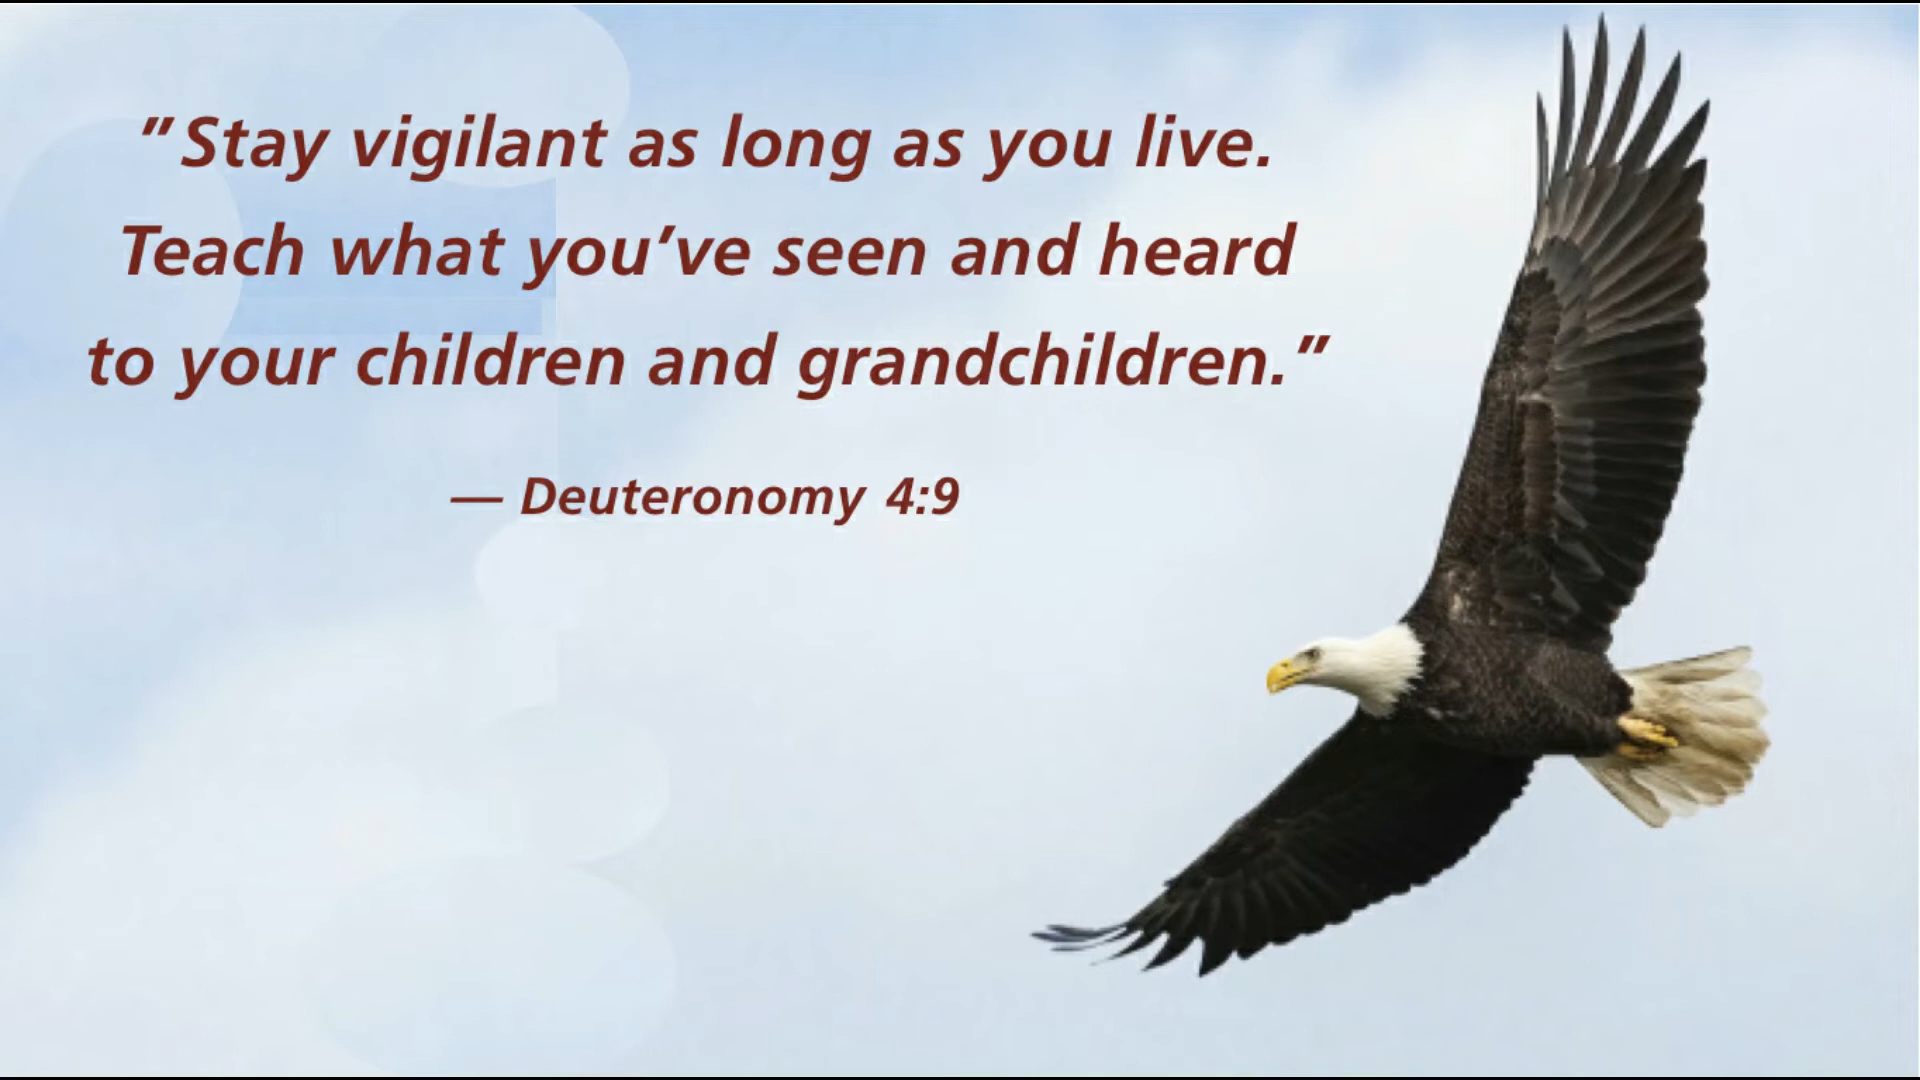 ”Stay vigilant as long as you live.
Teach what you’ve seen and heard
to your children and grandchildren.”
— Deuteronomy 4:9